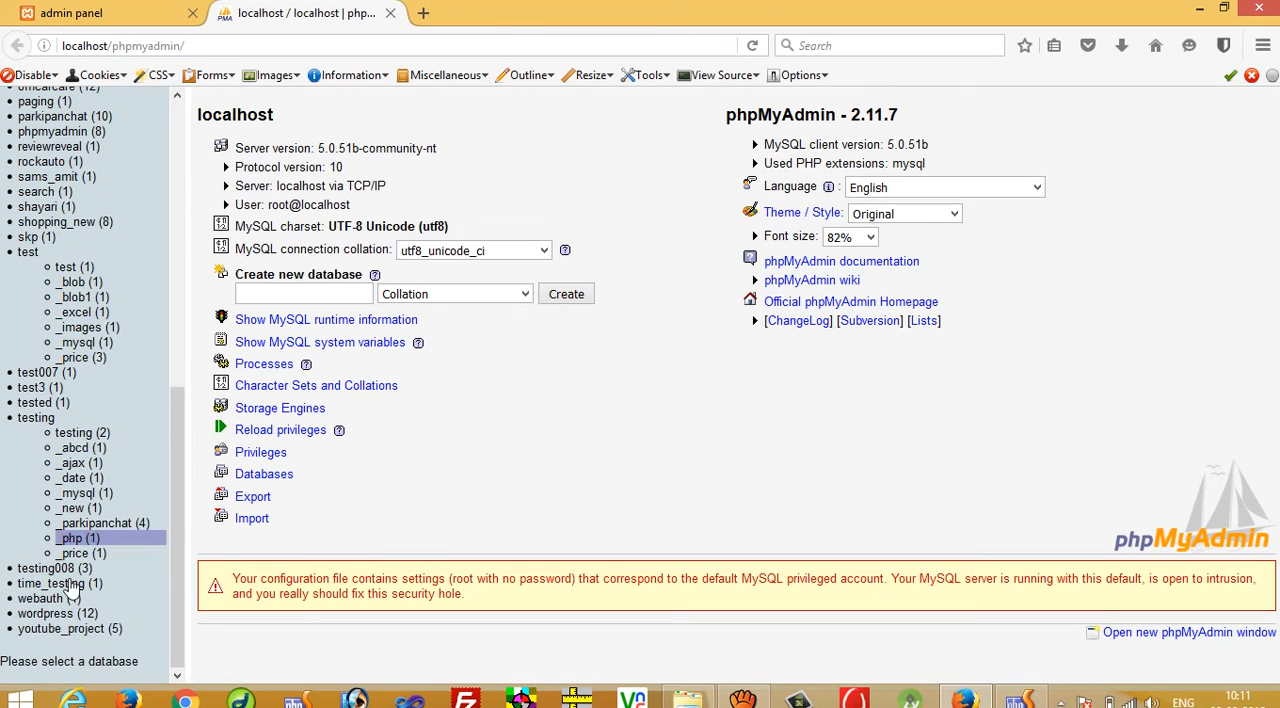 admin panel
localhost / localhost | php...
localhost/phpmyadmin/
Search
Disable Cookies CSS Forms Images Information Miscellaneous Outline Resize Tools View Source Options
omcarcare (12)
paging (1)
parkipanchat (10)
phpmyadmin (8)
reviewreveal (1)
rockauto (1)
sams_amit (1)
search (1)
shayari (1)
shopping_new (8)
skp (1)
test
test (1)
_blob (1)
_blob1 (1)
_excel (1)
_images (1)
_mysql (1)
_price (3)
test007 (1)
test3 (1)
tested (1)
testing
testing (2)
_abcd (1)
_ajax (1)
_date (1)
_mysql (1)
_new (1)
_parkipanchat (4)
_php (1)
_price (1)
testing008 (3)
time_testing (1)
webauth
wordpress (12)
youtube_project (5)
Please select a database
localhost
Server version: 5.0.51b-community-nt
Protocol version: 10
Server: localhost via TCP/IP
User: root@localhost
MySQL charset: UTF-8 Unicode (utf8)
MySQL connection collation: utf8_unicode_ci
Create new database
Collation Create
Show MySQL runtime information
Show MySQL system variables
Processes
Character Sets and Collations
Storage Engines
Reload privileges
Privileges
Databases
Export
Import
phpMyAdmin - 2.11.7
MySQL client version: 5.0.51b
Used PHP extensions: mysql
Language : English
Theme / Style: Original
Font size: 82%
phpMyAdmin documentation
phpMyAdmin wiki
Official phpMyAdmin Homepage
[ChangeLog] [Subversion] [Lists]
phpMyAdmin
Your configuration file contains settings (root with no password) that correspond to the default MySQL privileged account. Your MySQL server is running with this default, is open to intrusion,
and you really should fix this security hole.
Open new phpMyAdmin window
ENG
10:11